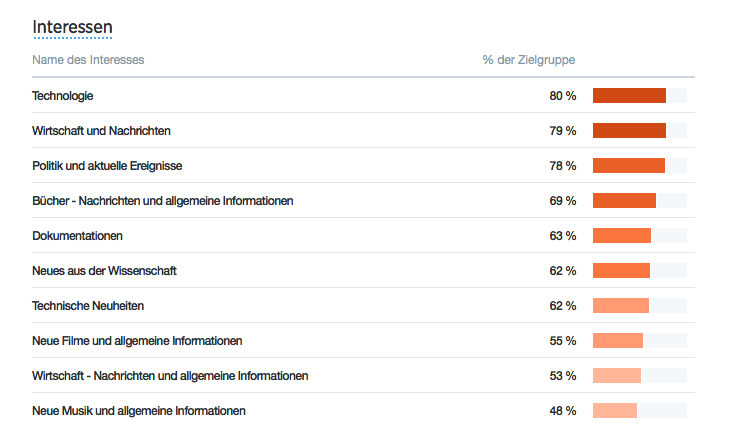 Interessen
Name des Interesses % der Zielgruppe
Technologie 80 %
Wirtschaft und Nachrichten 79 %
Politik und aktuelle Ereignisse 78 %
Bücher - Nachrichten und allgemeine Informationen 69 %
Dokumentationen 63 %
Neues aus der Wissenschaft 62 %
Technische Neuheiten 62 %
Neue Filme und allgemeine Informationen 55 %
Wirtschaft - Nachrichten und allgemeine Informationen 53 %
Neue Musik und allgemeine Informationen 48 %